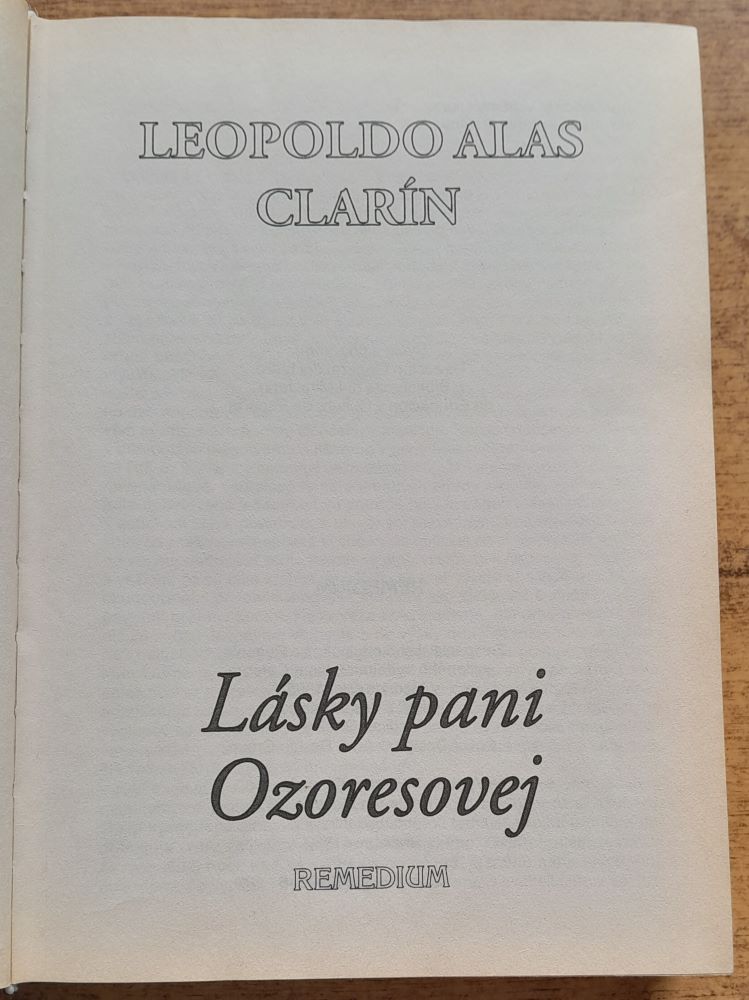 LEOPOLDO ALAS
CLARÍN
Lásky pani
Ozoresovej
REMEDIUM